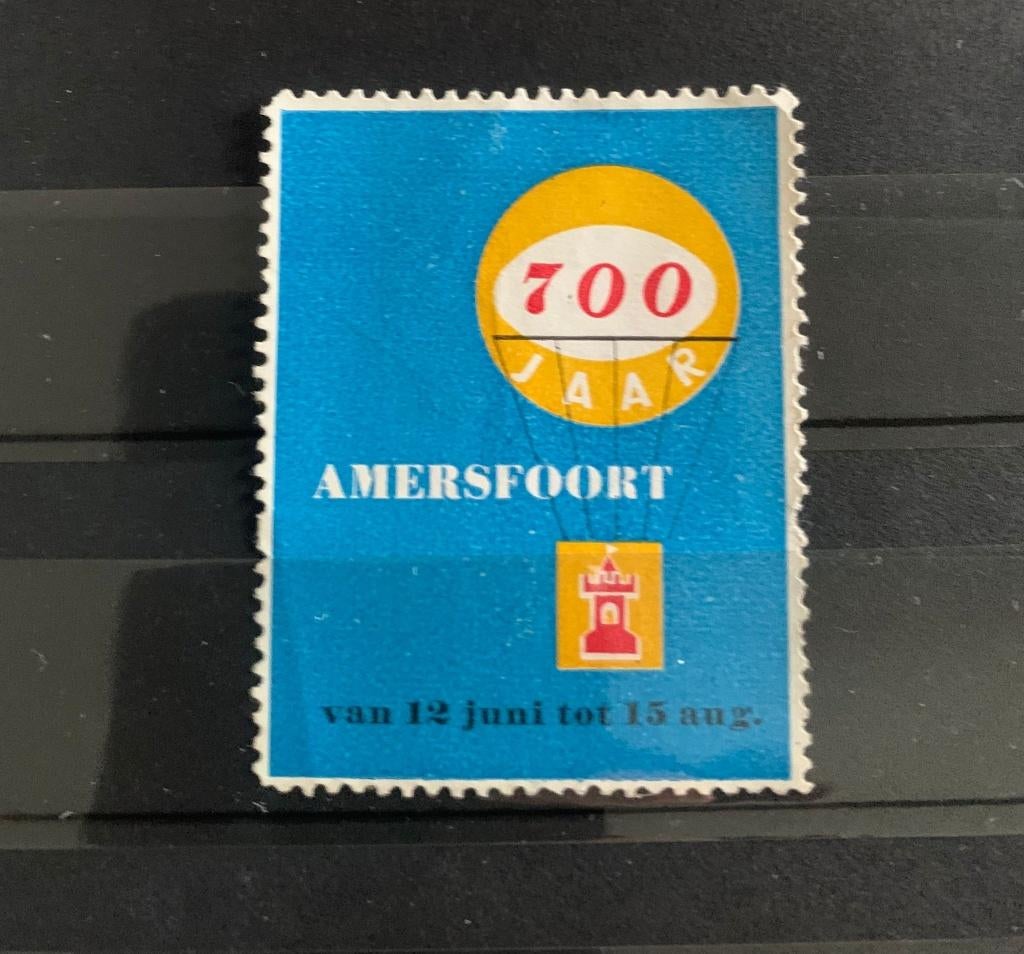 700
JAAR
AMERSFOORT
van 12 juni tot 15 aug.